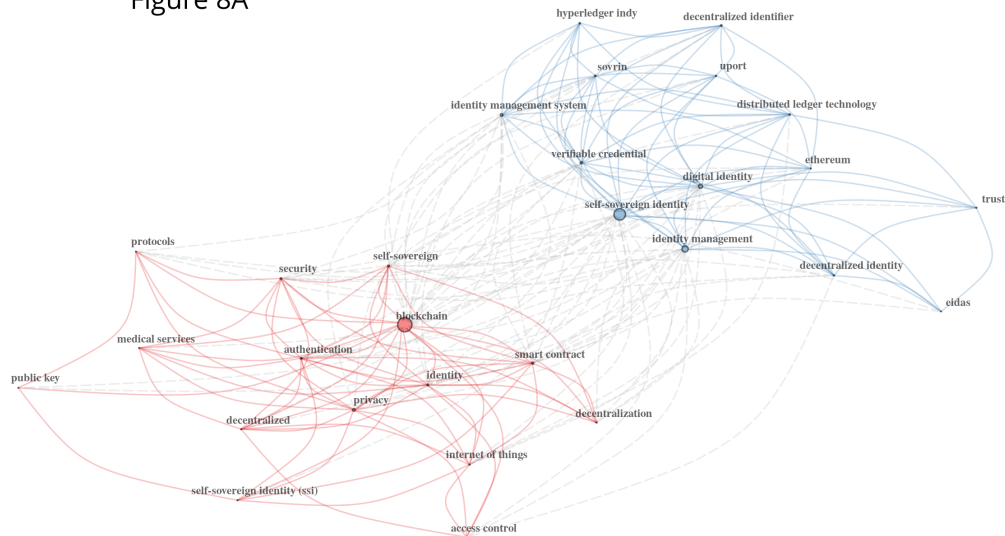 Figure 8A
hyperledger indy
decentralized identifier
sovrin
uport
identity management system
distributed ledger technology
verifiable credential
ethereum
digital identity
self-sovereign identity
trust
identity management
decentralized identity
eidas
protocols
security
self-sovereign
blockchain
medical services
authentication
smart contract
public key
identity
privacy
decentralized
decentralization
internet of things
self-sovereign identity (ssi)
access control